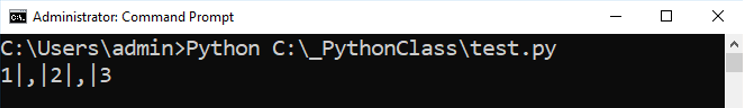 Administrator: Command Prompt
C:\Users\admin>Python C:\_PythonClass\test.py
1|,|2|,|3